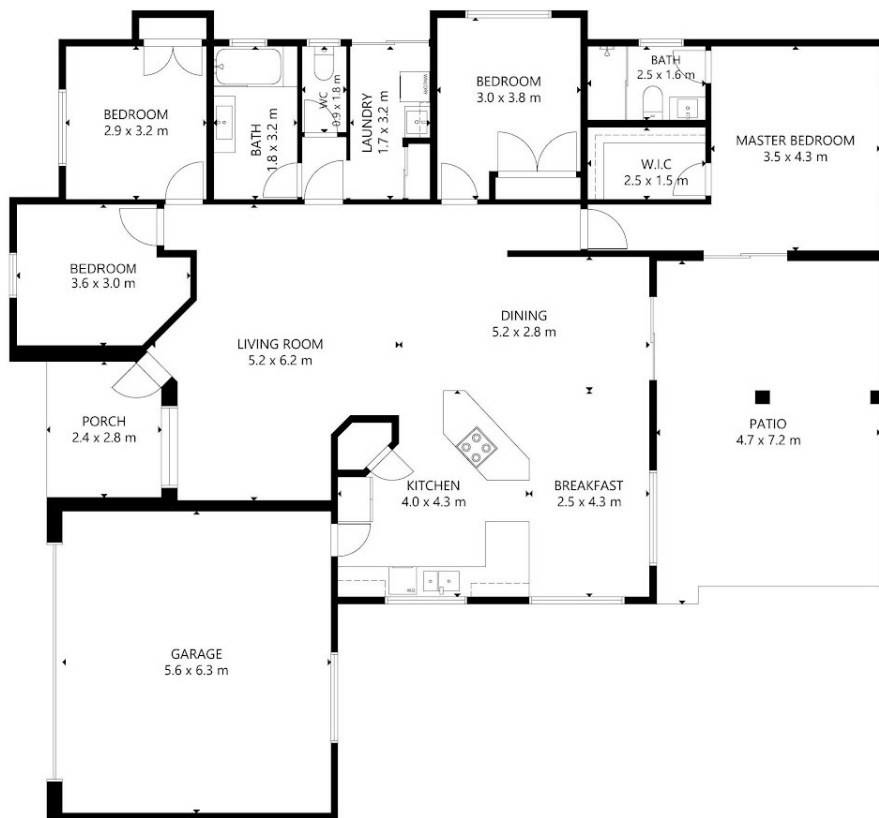 BEDROOM
2.9 x 3.2 m
BATH
1.8 x 3.2 m
WC
0.9 x 1.8 m
LAUNDRY
1.7 x 3.2 m
BEDROOM
3.0 x 3.8 m
BATH
2.5 x 1.6 m
W.I.C
2.5 x 1.5 m
MASTER BEDROOM
3.5 x 4.3 m
BEDROOM
3.6 x 3.0 m
LIVING ROOM
5.2 x 6.2 m
DINING
5.2 x 2.8 m
PORCH
2.4 x 2.8 m
PATIO
4.7 x 7.2 m
KITCHEN
4.0 x 4.3 m
BREAKFAST
2.5 x 4.3 m
GARAGE
5.6 x 6.3 m